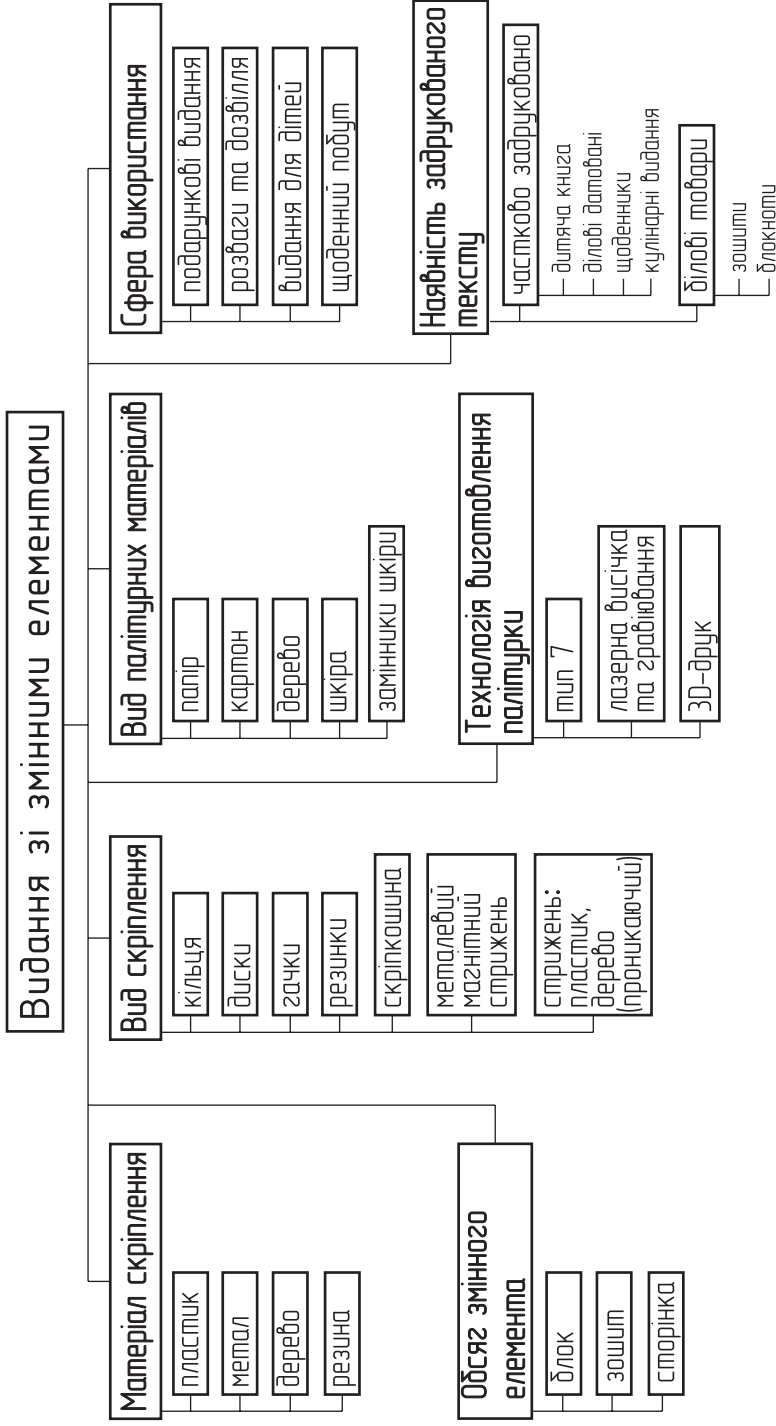 Видання зі змінними елементами
Матеріал скріплення
пластик
метал
дерево
резина
Вид скріплення
кільця
диски
гачки
резинки
скріпкошина
металевий
магнітний
стрижень
стрижень:
пластик,
дерево
(проникаючий)
Вид палітурних матеріалів
папір
картон
дерево
шкіра
замінники шкіри
Сфера використання
подарункові видання
розваги та дозвілля
видання для дітей
щоденний побут
Обсяг змінного
елемента
блок
зошит
сторінка
Технологія виготовлення
палітурки
тип 7
лазерна висічка
та гравіювання
3D-друк
Наявність задрукованого
тексту
частково задруковано
дитяча книга
ділові датовані
щоденники
кулінарні видання
білові товари
зошити
блокноти